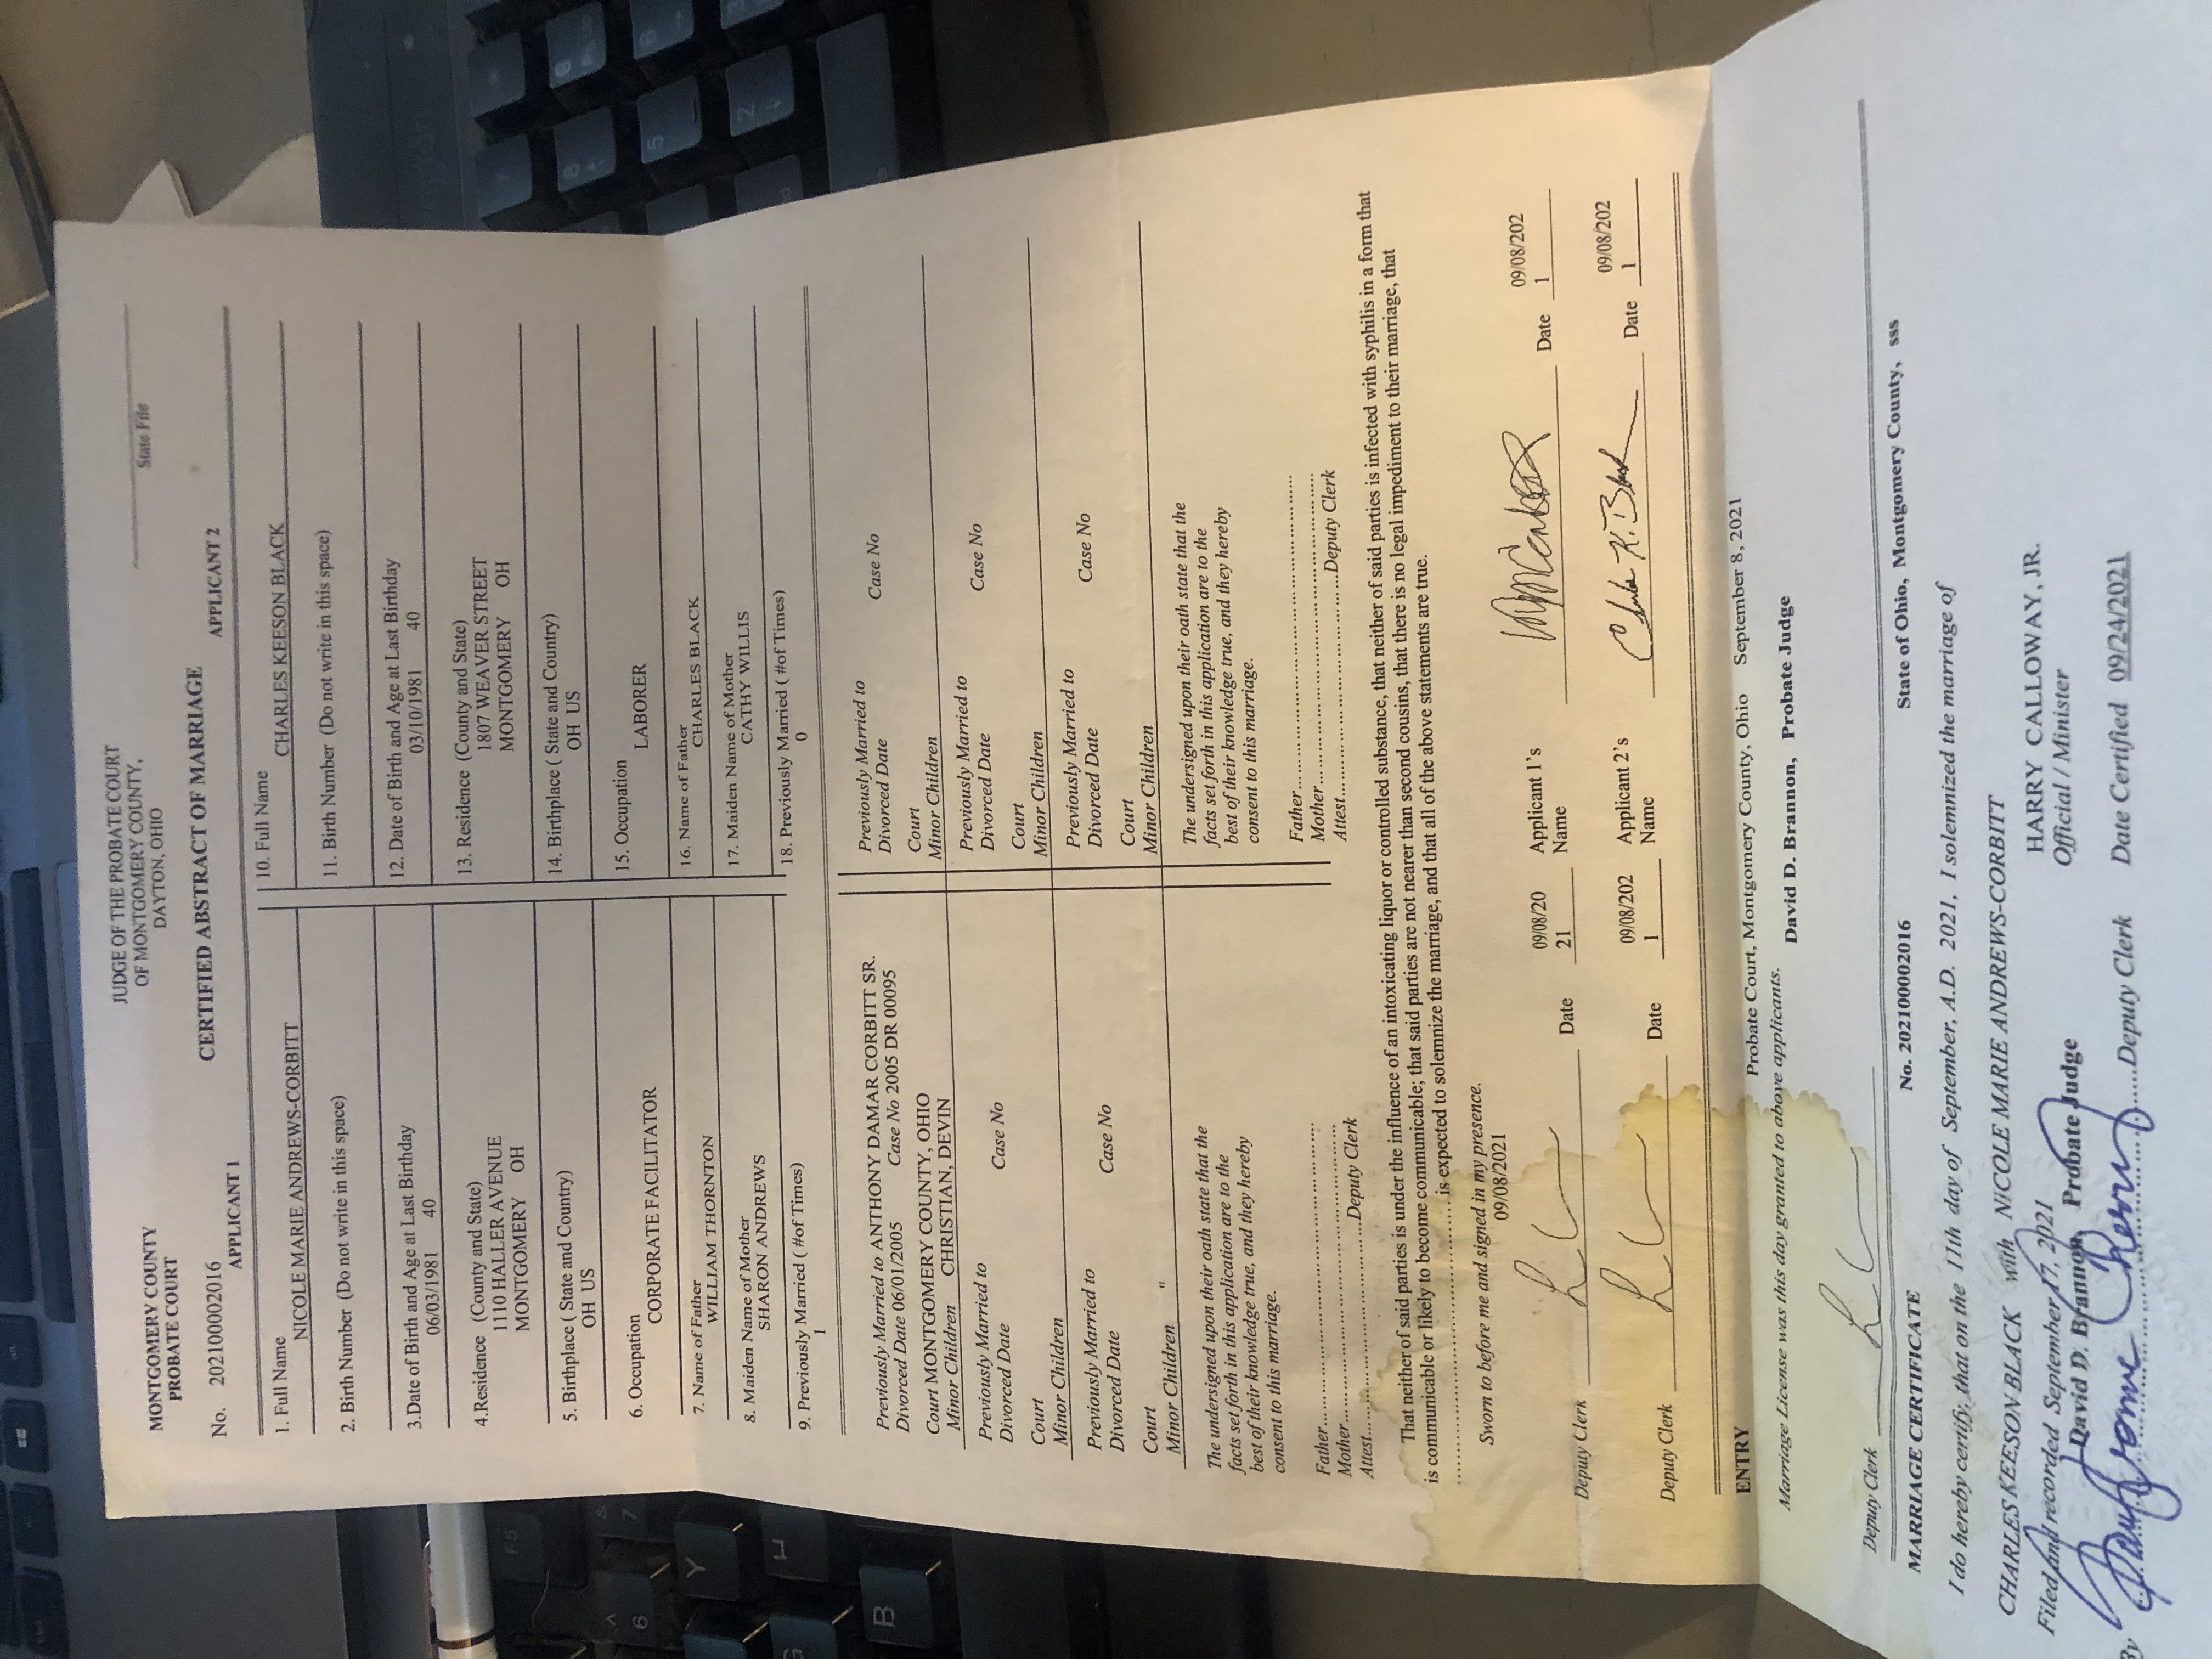 JUDGE OF THE PROBATE COURT
OF MONTGOMERY COUNTY,
DAYTON, OHIO
MONTGOMERY COUNTY
PROBATE COURT
State File
No. 202100002016
CERTIFIED ABSTRACT OF MARRIAGE
APPLICANT 1
APPLICANT 2
1. Full Name
NICOLE MARIE ANDREWS-CORBITT
2. Birth Number (Do not write in this space)
3.Date of Birth and Age at Last Birthday
06/03/1981 40
4.Residence (County and State)
1110 HALLER AVENUE
MONTGOMERY OH
5. Birthplace ( State and Country)
OH US
6. Occupation
CORPORATE FACILITATOR
7. Name of Father
WILLIAM THORNTON
8. Maiden Name of Mother
SHARON ANDREWS
9. Previously Married ( #of Times)
1
10. Full Name
CHARLES KEESON BLACK
11. Birth Number (Do not write in this space)
12. Date of Birth and Age at Last Birthday
03/10/1981 40
13. Residence (County and State)
1807 WEAVER STREET
MONTGOMERY OH
14. Birthplace ( State and Country)
OH US
15. Occupation
LABORER
16. Name of Father
CHARLES BLACK
17. Maiden Name of Mother
CATHY WILLIS
18. Previously Married ( #of Times)
0
Previously Married to ANTHONY DAMAR CORBITT SR.
Divorced Date 06/01/2005 Case No 2005 DR 00095
Court MONTGOMERY COUNTY, OHIO
Minor Children CHRISTIAN, DEVIN
Previously Married to
Divorced Date Case No
Court
Minor Children
Previously Married to
Divorced Date Case No
Court
Minor Children "
The undersigned upon their oath state that the
facts set forth in this application are to the
best of their knowledge true, and they hereby
consent to this marriage.
Father.............................................
Mother.............................................
Attest................................Deputy Clerk
Previously Married to
Divorced Date Case No
Court
Minor Children
Previously Married to
Divorced Date Case No
Court
Minor Children
Previously Married to
Divorced Date Case No
Court
Minor Children
The undersigned upon their oath state that the
facts set forth in this application are to the
best of their knowledge true, and they hereby
consent to this marriage.
Father.............................................
Mother.............................................
Attest................................Deputy Clerk
That neither of said parties is under the influence of an intoxicating liquor or controlled substance, that neither of said parties is infected with syphilis in a form that
is communicable or likely to become communicable; that said parties are not nearer than second cousins, that there is no legal impediment to their marriage, that
........................................ is expected to solemnize the marriage, and that all of the above statements are true.
Sworn to before me and signed in my presence.
09/08/2021
Deputy Clerk Date 09/08/20
21
Applicant 1's
Name
Date 09/08/202
1
Deputy Clerk Date 09/08/202
1
Applicant 2's
Name
Charles K. Black
Date 09/08/202
1
ENTRY
Probate Court, Montgomery County, Ohio September 8, 2021
Marriage License was this day granted to above applicants.
David D. Brannon, Probate Judge
Deputy Clerk
MARRIAGE CERTIFICATE No. 202100002016 State of Ohio, Montgomery County, sss
I do hereby certify, that on the 11th day of September, A.D. 2021, I solemnized the marriage of
CHARLES KEESON BLACK with NICOLE MARIE ANDREWS-CORBITT
Filed and recorded September 17, 2021
David D. Brannon, Probate Judge
By ........................Deputy Clerk
HARRY CALLOWAY, JR.
Official / Minister
Date Certified 09/24/2021
F5
^
6
&
7
Y
B
5
2